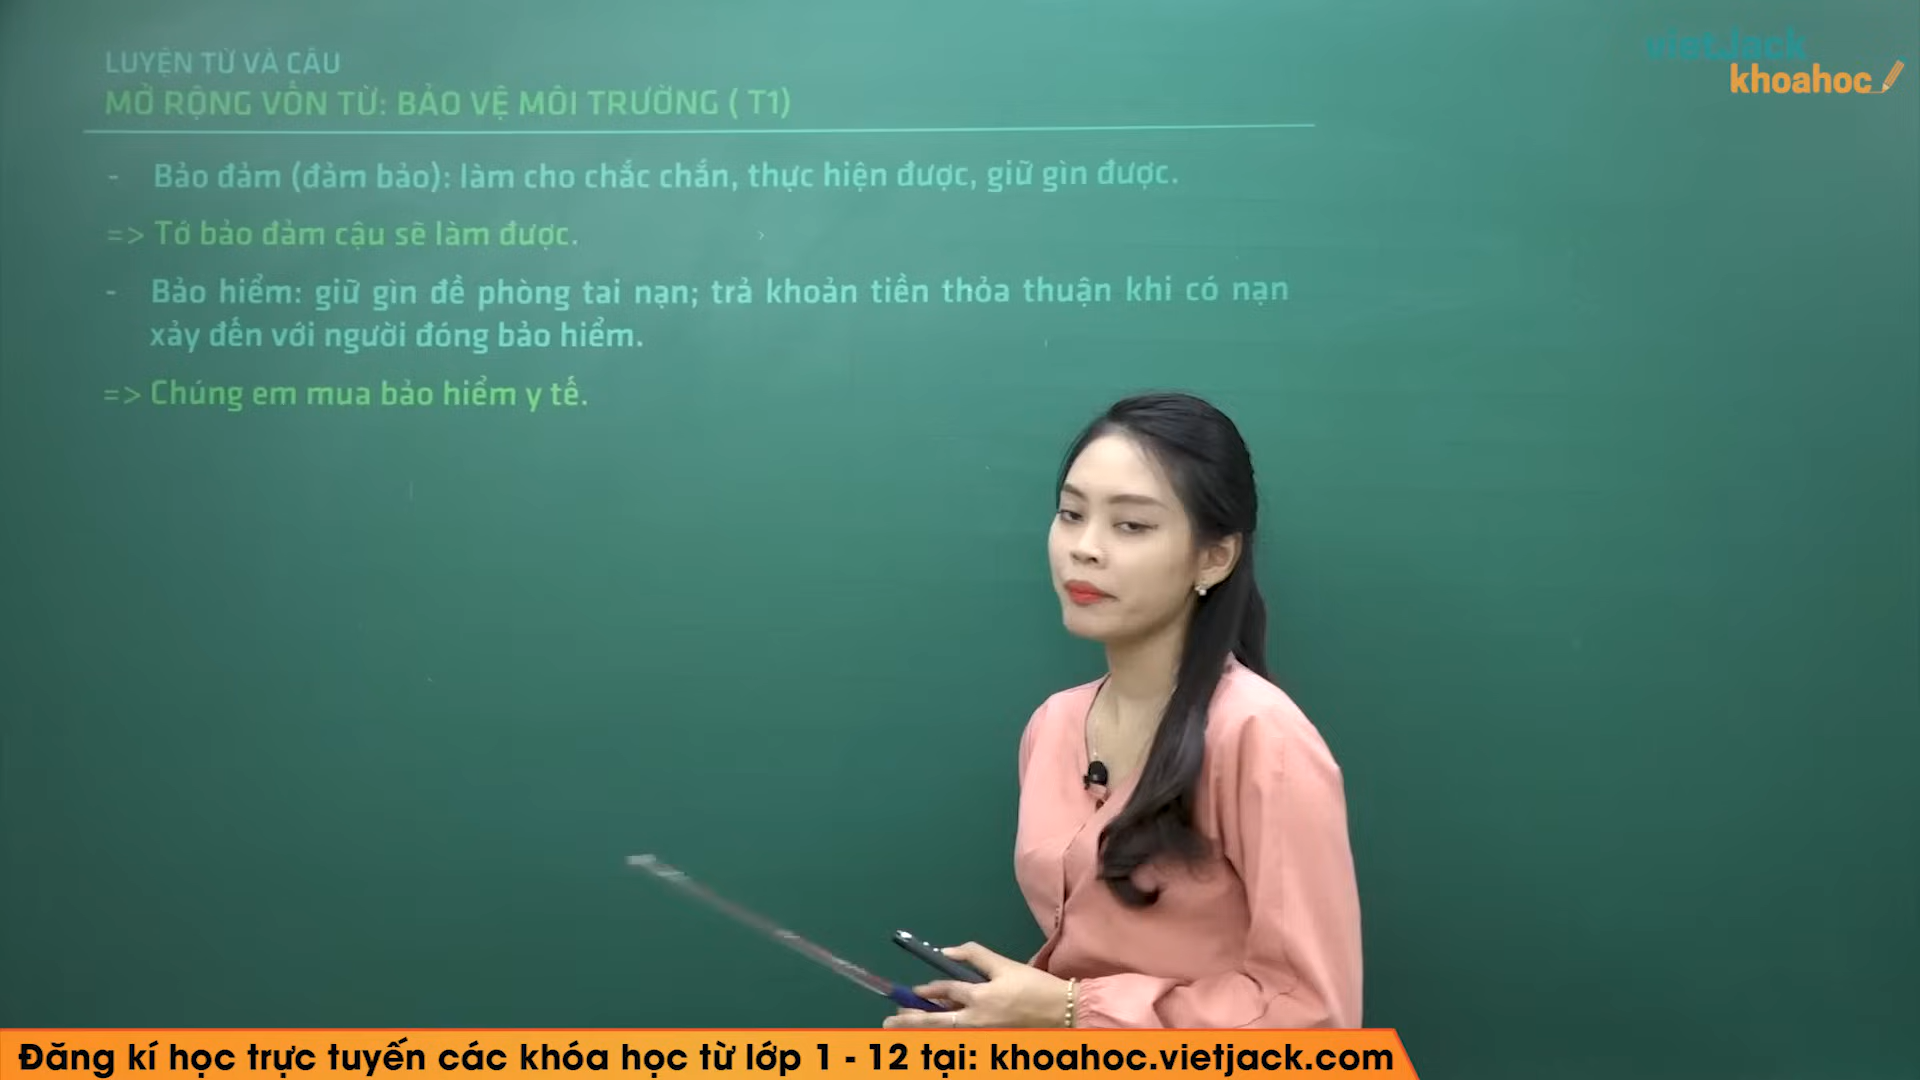 LUYỆN TỪ VÀ CÂU
MỞ RỘNG VỐN TỪ: BẢO VỆ MÔI TRƯỜNG ( T1)
vietJack
khoahoc
- Bảo đảm (đảm bảo): làm cho chắc chắn, thực hiện được, giữ gìn được.
=> Tớ bảo đảm cậu sẽ làm được.
- Bảo hiểm: giữ gìn đề phòng tai nạn; trả khoản tiền thỏa thuận khi có nạn
xảy đến với người đóng bảo hiểm.
=> Chúng em mua bảo hiểm y tế.
Đăng kí học trực tuyến các khóa học từ lớp 1 - 12 tại: khoahoc.vietjack.com